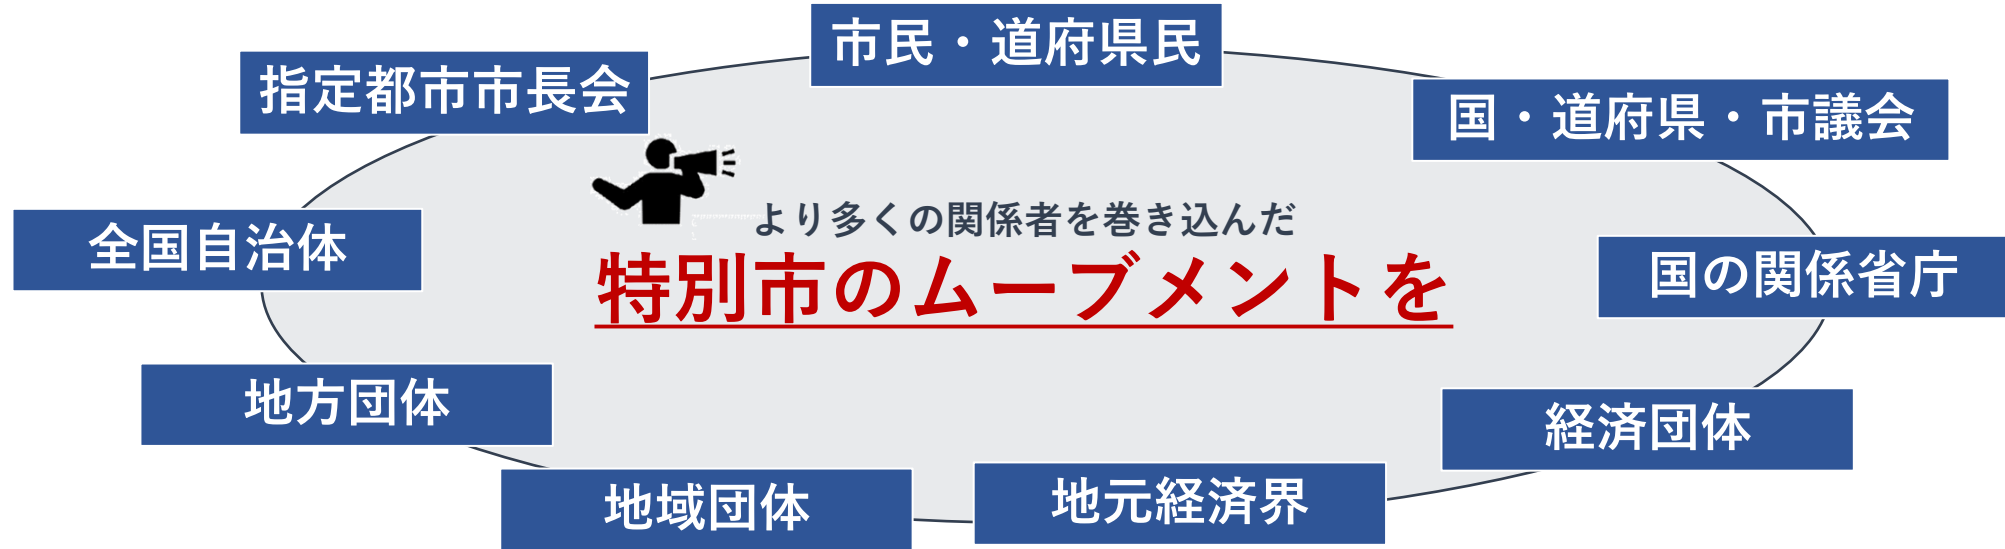 市民・道府県民
指定都市市長会
国・道府県・市議会
より多くの関係者を巻き込んだ
特別市のムーブメントを
全国自治体
国の関係省庁
地方団体
経済団体
地域団体
地元経済界